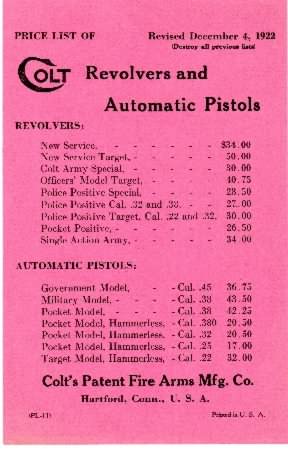 PRICE LIST OF Revised December 4, 1922
(Destroy all previous lists)
COLT Revolvers and
Automatic Pistols
REVOLVERS:
New Service, - - - - - - $34.00
New Service Target, - - - - - 50.00
Colt Army Special, - - - - - 30.00
Officers' Model Target, - - - - 40.75
Police Positive Special, - - - - 28.50
Police Positive Cal. .32 and .38, - - - 27.00
Police Positive Target, Cal. .22 and .32, 30.00
Pocket Positive, - - - - - 26.50
Single Action Army, - - - - - 34.00
AUTOMATIC PISTOLS:
Government Model, - - Cal. .45 36.75
Military Model, - - - Cal. .38 43.50
Pocket Model, - - - Cal. .38 42.25
Pocket Model, Hammerless, - Cal. .380 20.50
Pocket Model, Hammerless, - Cal. .32 20.50
Pocket Model, Hammerless, - Cal. .25 17.00
Target Model, Hammerless, - Cal. .22 32.00
Colt's Patent Fire Arms Mfg. Co.
Hartford, Conn., U. S. A.
(PL-11) Printed in U. S. A.